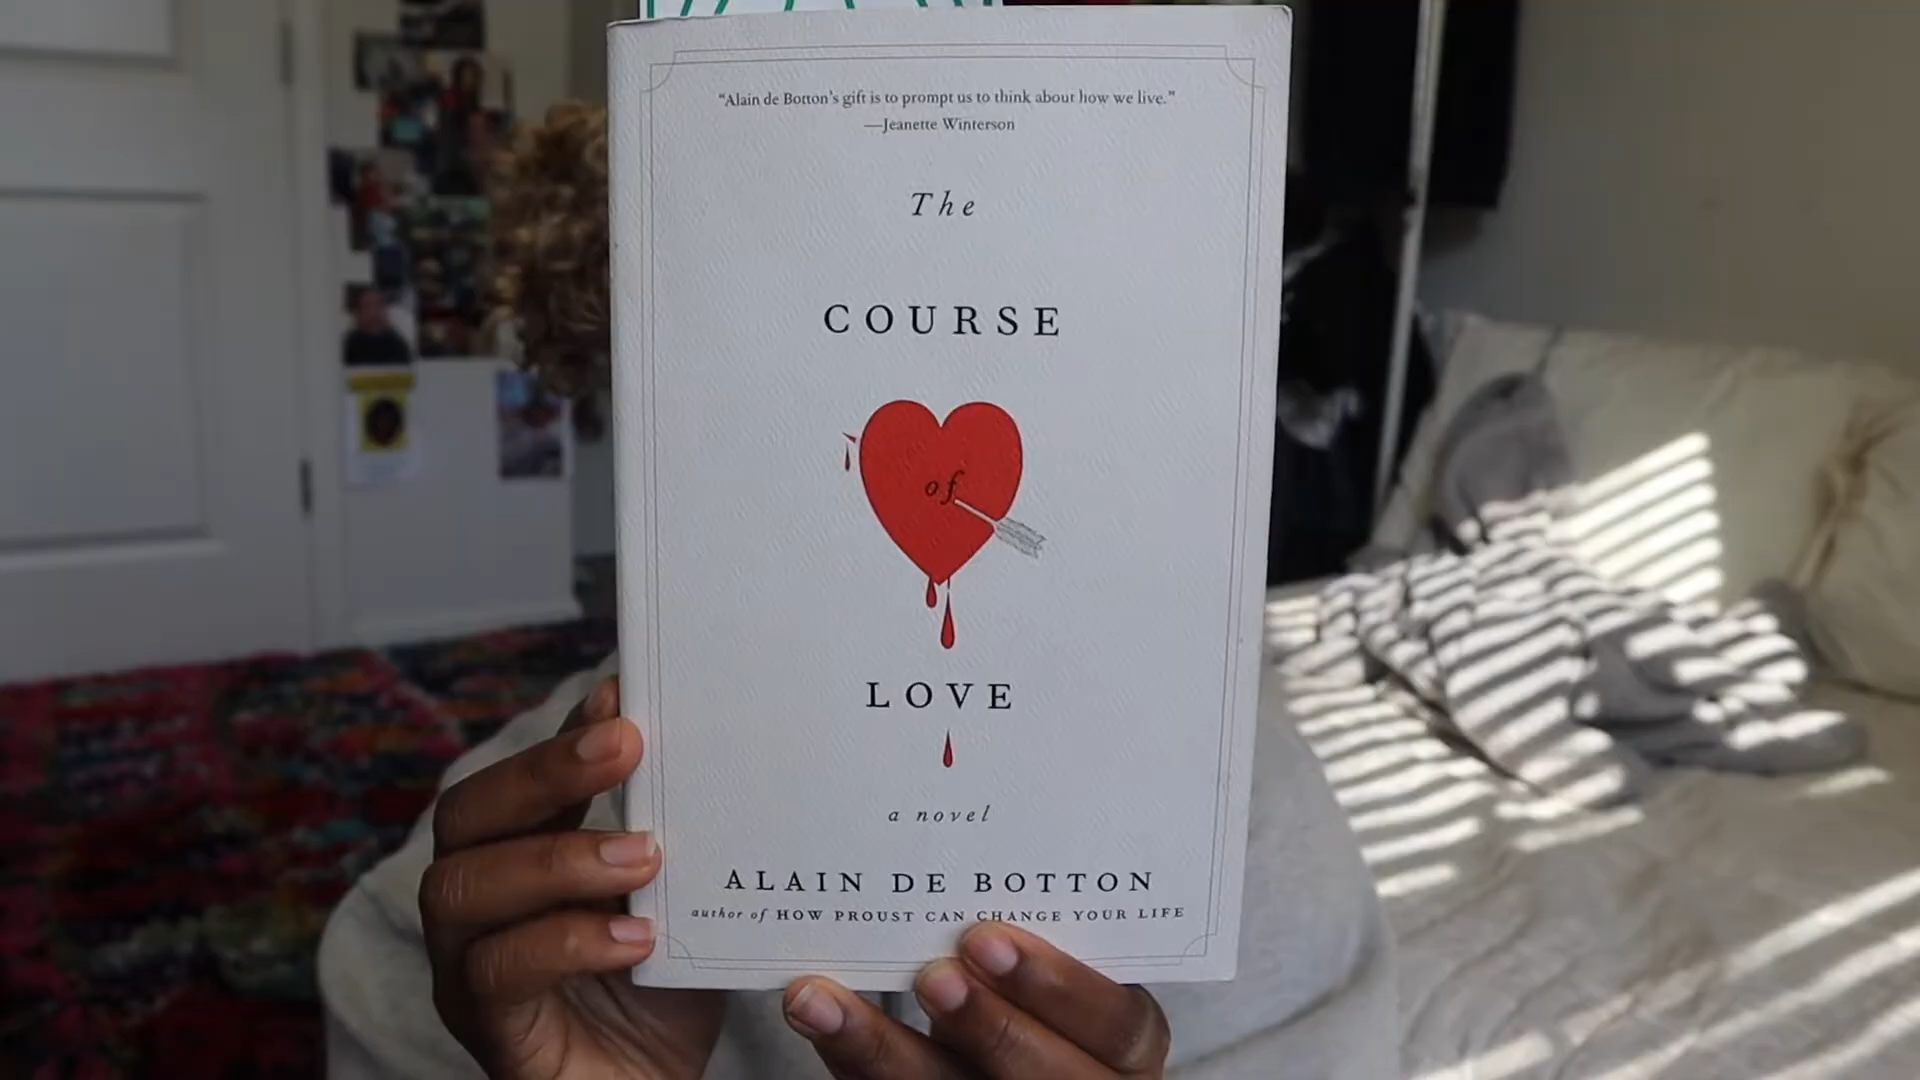 “Alain de Botton’s gift is to prompt us to think about how we live.”
—Jeanette Winterson
The
COURSE
of
LOVE
a novel
ALAIN DE BOTTON
author of HOW PROUST CAN CHANGE YOUR LIFE